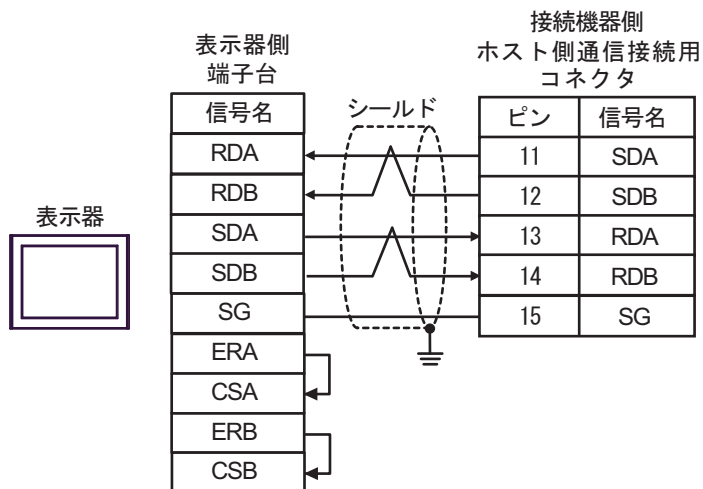 接続機器側
ホスト側通信接続用
コネクタ
表示器側
端子台
シールド
信号名
ピン 信号名
RDA
11 SDA
RDB
12 SDB
表示器
SDA
13 RDA
SDB
14 RDB
SG
15 SG
ERA
CSA
ERB
CSB